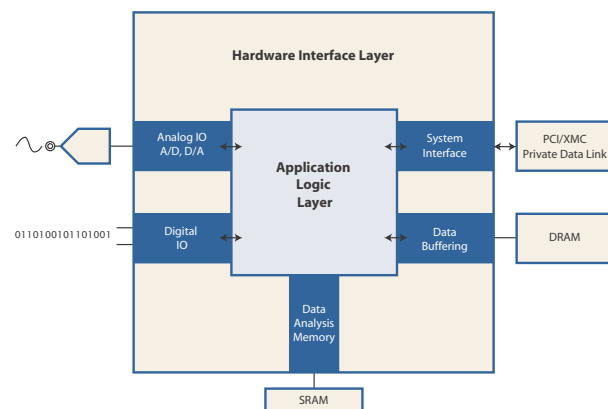 Hardware Interface Layer
Analog IO
A/D, D/A
System
Interface
PCI/XMC
Private Data Link
Application
Logic
Layer
0110100101101001
Digital
IO
Data
Buffering
DRAM
Data
Analysis
Memory
SRAM